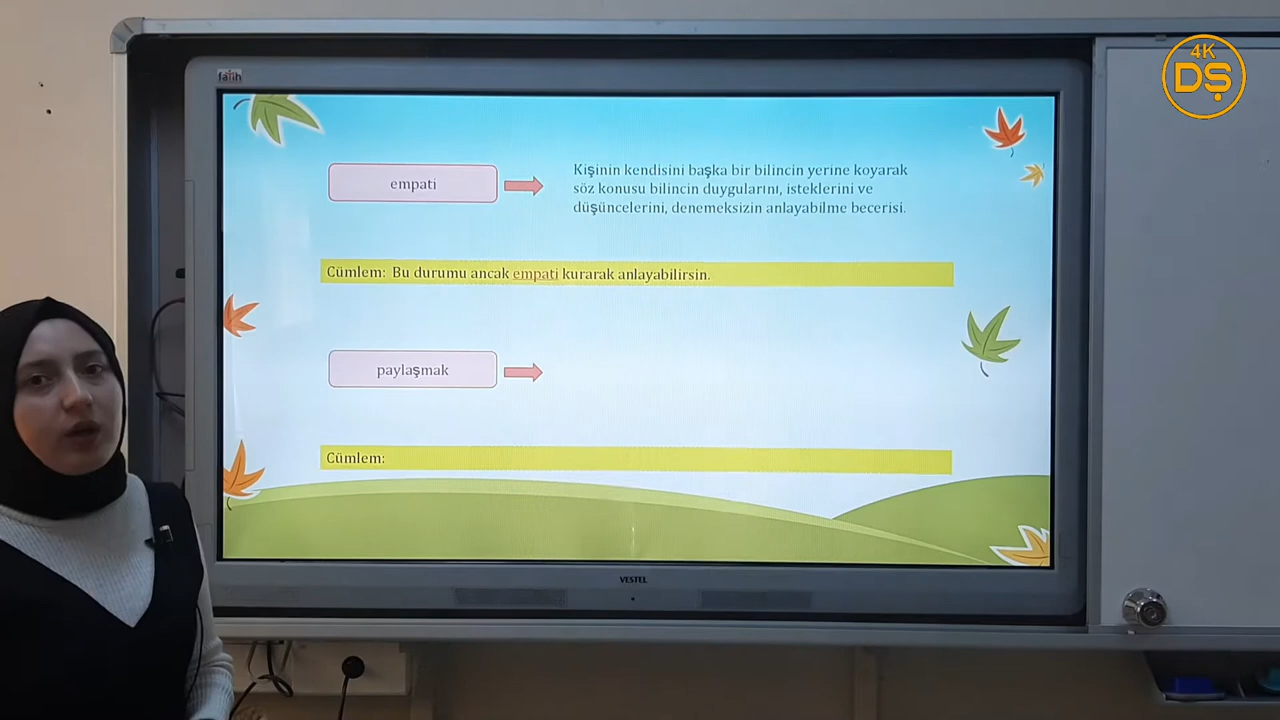 4K
DŞ
fatih
empati
Kişinin kendisini başka bir bilincin yerine koyarak
söz konusu bilincin duygularını, isteklerini ve
düşüncelerini, denemeksizin anlayabilme becerisi.
Cümlem: Bu durumu ancak empati kurarak anlayabilirsin.
paylaşmak
Cümlem:
VESTEL